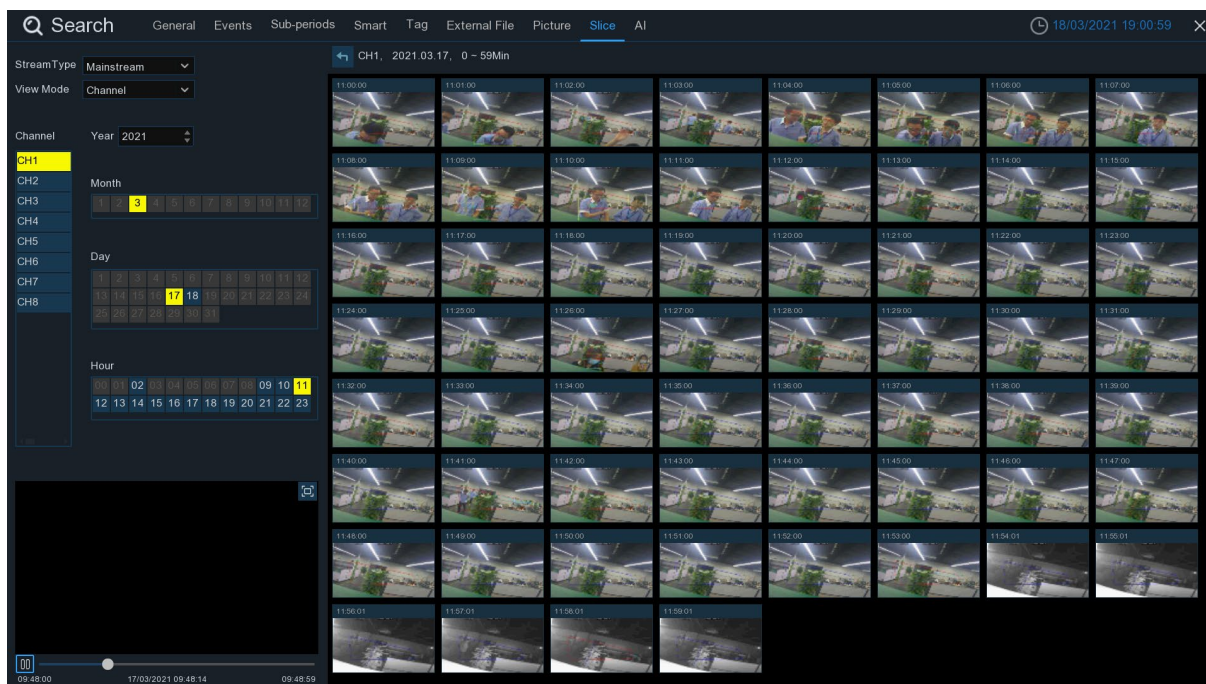 Search General Events Sub-periods Smart Tag External File Picture Slice AI 18/03/2021 19:00:59
StreamType Mainstream
View Mode Channel
Channel Year 2021
CH1
CH2
CH3
CH4
CH5
CH6
CH7
CH8
Month
1 2 3 4 5 6 7 8 9 10 11 12
Day
1 2 3 4 5 6 7 8 9 10 11 12
13 14 15 16 17 18 19 20 21 22 23 24
25 26 27 28 29 30 31
Hour
00 01 02 03 04 05 06 07 08 09 10 11
12 13 14 15 16 17 18 19 20 21 22 23
09:48:00 17/03/2021 09:48:14 09:48:59
CH1, 2021.03.17, 0 ~ 59Min
11:00:00 11:01:00 11:02:00 11:03:00 11:04:00 11:05:00 11:06:00 11:07:00
11:08:00 11:09:00 11:10:00 11:11:00 11:12:00 11:13:00 11:14:00 11:15:00
11:16:00 11:17:00 11:18:00 11:19:00 11:20:00 11:21:00 11:22:00 11:23:00
11:24:00 11:25:00 11:26:00 11:27:00 11:28:00 11:29:00 11:30:00 11:31:00
11:32:00 11:33:00 11:34:00 11:35:00 11:36:00 11:37:00 11:38:00 11:39:00
11:40:00 11:41:00 11:42:00 11:43:00 11:44:00 11:45:00 11:46:00 11:47:00
11:48:00 11:49:00 11:50:00 11:51:00 11:52:00 11:53:00 11:54:01 11:55:01
11:56:01 11:57:01 11:58:01 11:59:01